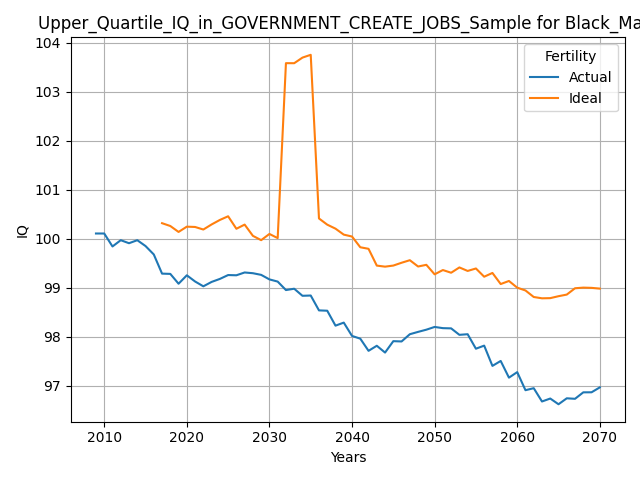 Upper_Quartile_IQ_in_GOVERNMENT_CREATE_JOBS_Sample for Black_Ma
104
103
102
101
100
99
98
97
IQ
Fertility
Actual
Ideal
2010 2020 2030 2040 2050 2060 2070
Years